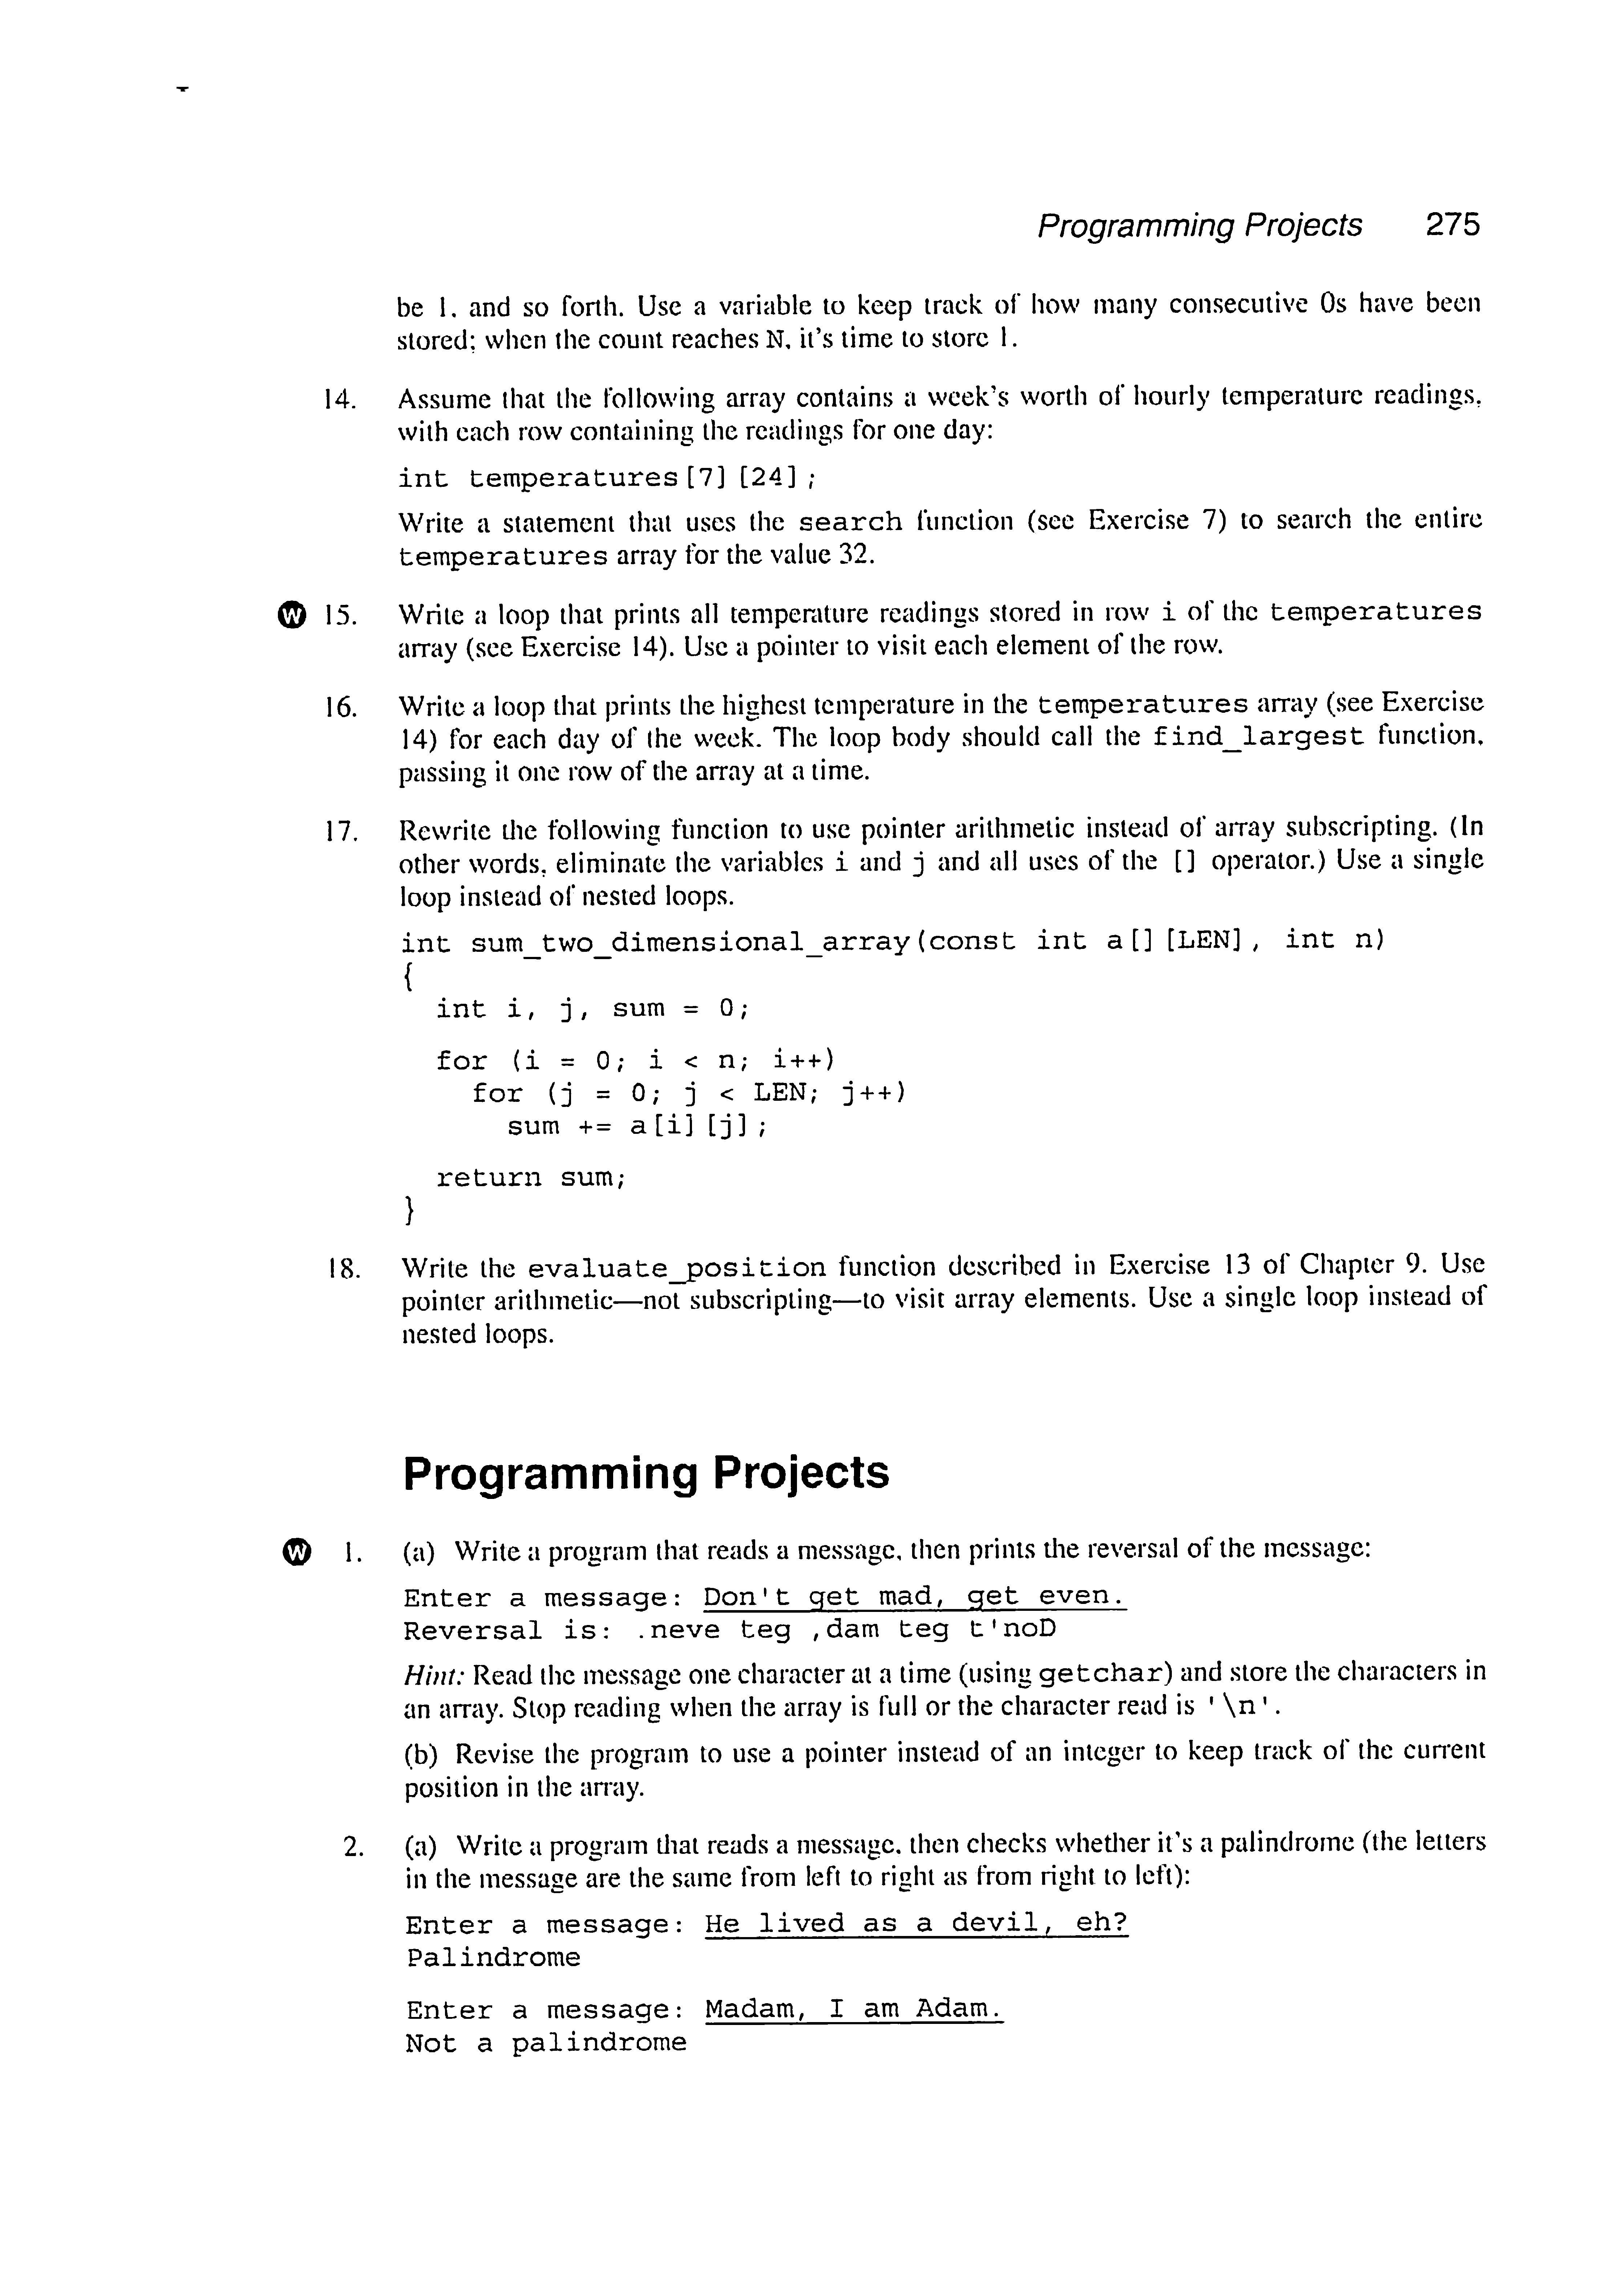 Programming Projects 275
be 1, and so forth. Use a variable to keep track of how many consecutive 0s have been
stored; when the count reaches N, it's time to store 1.
14. Assume that the following array contains a week's worth of hourly temperature readings,
with each row containing the readings for one day:
int temperatures[7][24];
Write a statement that uses the search function (see Exercise 7) to search the entire
temperatures array for the value 32.
W 15. Write a loop that prints all temperature readings stored in row i of the temperatures
array (see Exercise 14). Use a pointer to visit each element of the row.
16. Write a loop that prints the highest temperature in the temperatures array (see Exercise
14) for each day of the week. The loop body should call the find_largest function,
passing it one row of the array at a time.
17. Rewrite the following function to use pointer arithmetic instead of array subscripting. (In
other words, eliminate the variables i and j and all uses of the [] operator.) Use a single
loop instead of nested loops.
int sum_two_dimensional_array(const int a[][LEN], int n)
{
int i, j, sum = 0;
for (i = 0; i < n; i++)
for (j = 0; j < LEN; j++)
sum += a[i][j];
return sum;
}
18. Write the evaluate_position function described in Exercise 13 of Chapter 9. Use
pointer arithmetic—not subscripting—to visit array elements. Use a single loop instead of
nested loops.
Programming Projects
W 1. (a) Write a program that reads a message, then prints the reversal of the message:
Enter a message: Don't get mad, get even.
Reversal is: .neve teg ,dam teg t'noD
Hint: Read the message one character at a time (using getchar) and store the characters in
an array. Stop reading when the array is full or the character read is '\n'.
(b) Revise the program to use a pointer instead of an integer to keep track of the current
position in the array.
2. (a) Write a program that reads a message, then checks whether it's a palindrome (the letters
in the message are the same from left to right as from right to left):
Enter a message: He lived as a devil, eh?
Palindrome
Enter a message: Madam, I am Adam.
Not a palindrome